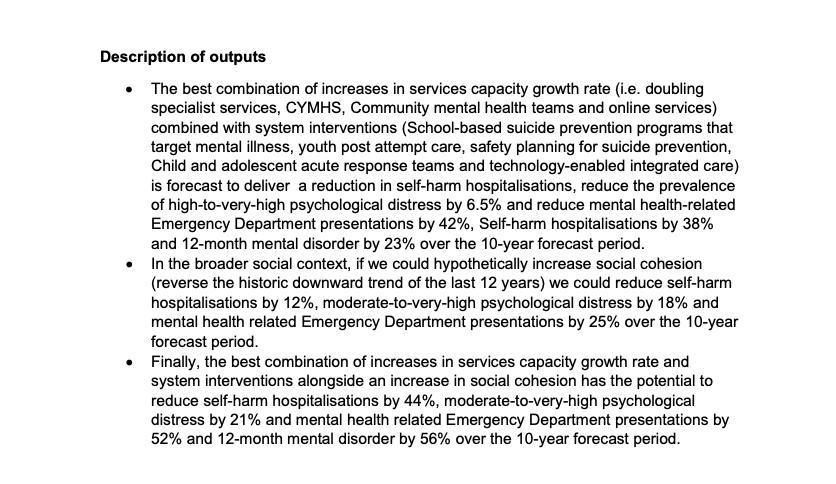 Description of outputs
• The best combination of increases in services capacity growth rate (i.e. doubling
specialist services, CYMHS, Community mental health teams and online services)
combined with system interventions (School-based suicide prevention programs that
target mental illness, youth post attempt care, safety planning for suicide prevention,
Child and adolescent acute response teams and technology-enabled integrated care)
is forecast to deliver  a reduction in self-harm hospitalisations, reduce the prevalence
of high-to-very-high psychological distress by 6.5% and reduce mental health-related
Emergency Department presentations by 42%, Self-harm hospitalisations by 38%
and 12-month mental disorder by 23% over the 10-year forecast period.
• In the broader social context, if we could hypothetically increase social cohesion
(reverse the historic downward trend of the last 12 years) we could reduce self-harm
hospitalisations by 12%, moderate-to-very-high psychological distress by 18% and
mental health related Emergency Department presentations by 25% over the 10-year
forecast period.
• Finally, the best combination of increases in services capacity growth rate and
system interventions alongside an increase in social cohesion has the potential to
reduce self-harm hospitalisations by 44%, moderate-to-very-high psychological
distress by 21% and mental health related Emergency Department presentations by
52% and 12-month mental disorder by 56% over the 10-year forecast period.